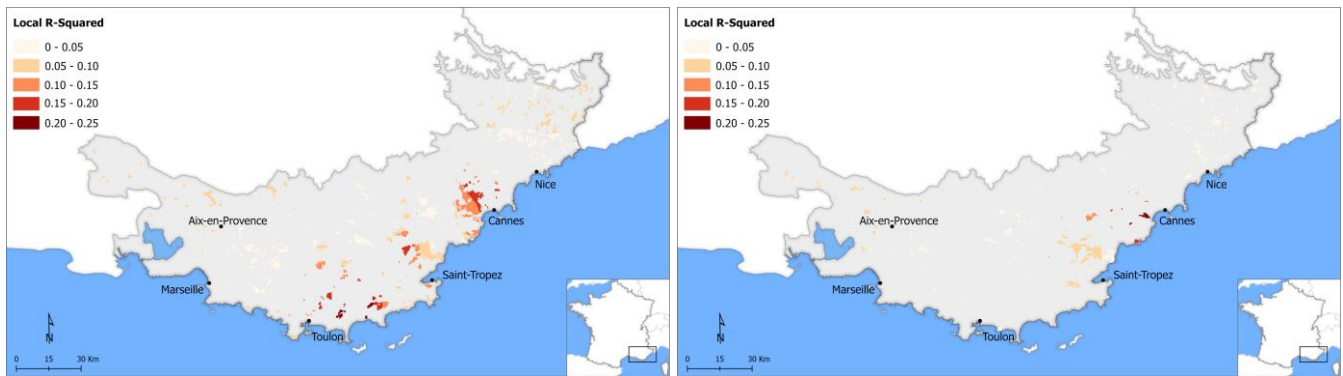 Local R-Squared
0 - 0.05
0.05 - 0.10
0.10 - 0.15
0.15 - 0.20
0.20 - 0.25
Nice
Cannes
Aix-en-Provence
Saint-Tropez
Marseille
Toulon
N
0 15 30 Km
Local R-Squared
0 - 0.05
0.05 - 0.10
0.10 - 0.15
0.15 - 0.20
0.20 - 0.25
Nice
Cannes
Aix-en-Provence
Saint-Tropez
Marseille
Toulon
N
0 15 30 Km